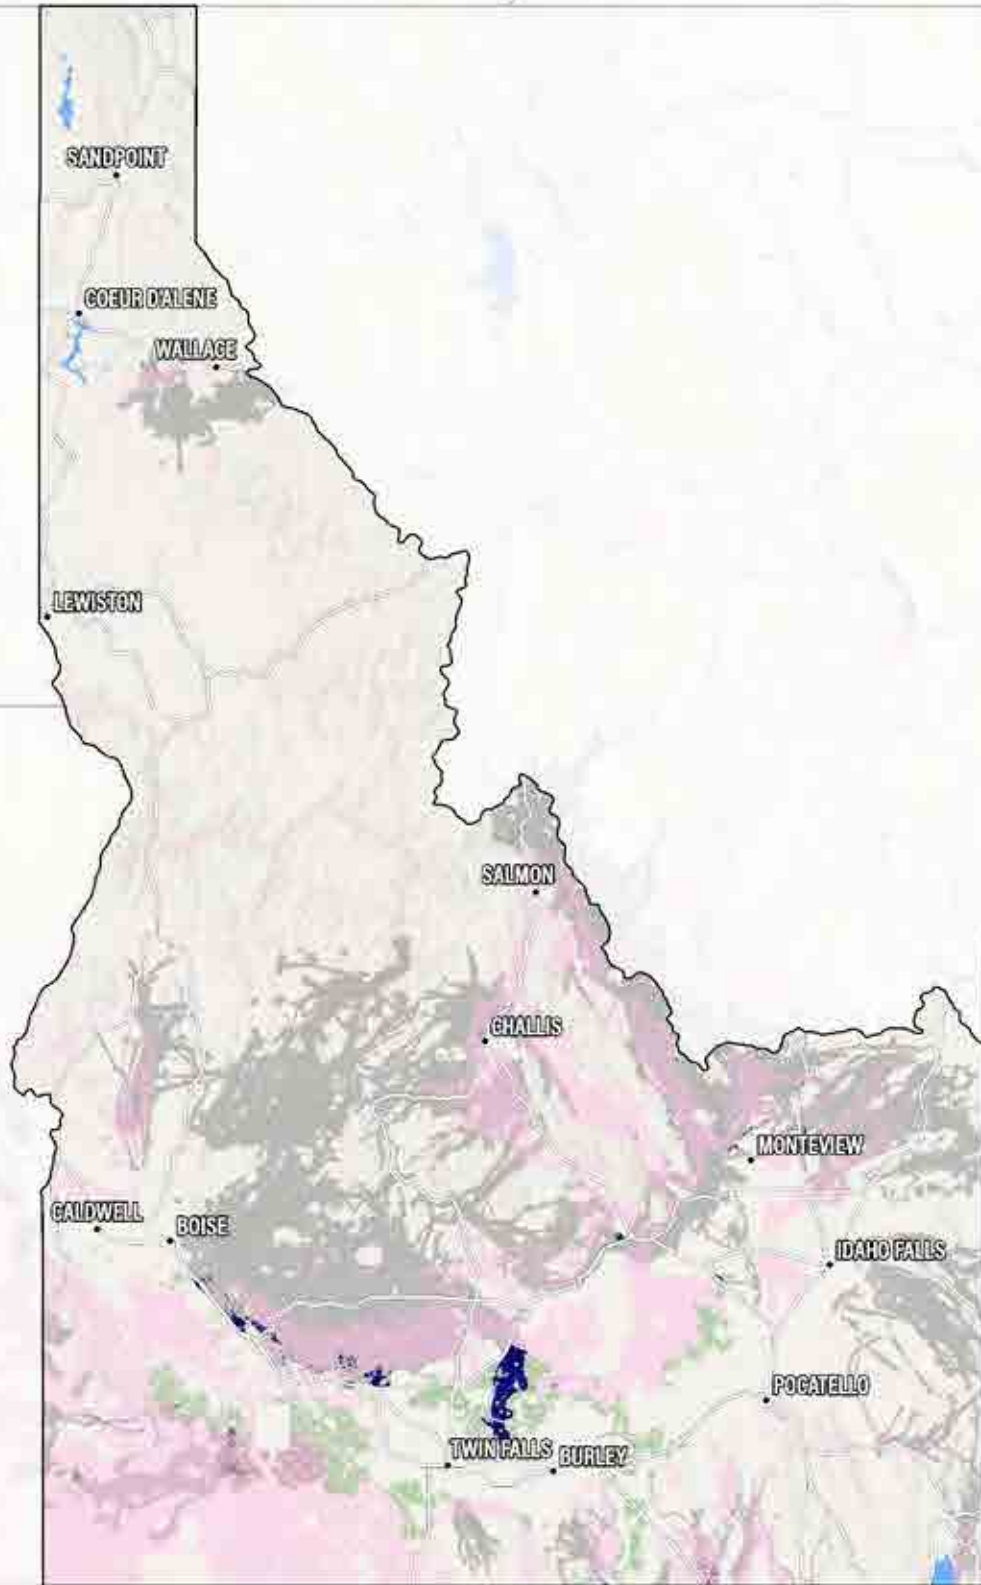 SANDPOINT
COEUR D'ALENE
WALLACE
LEWISTON
SALMON
CHALLIS
MONTEVIEW
CALDWELL
BOISE
IDAHO FALLS
POCATELLO
TWIN FALLS
BURLEY